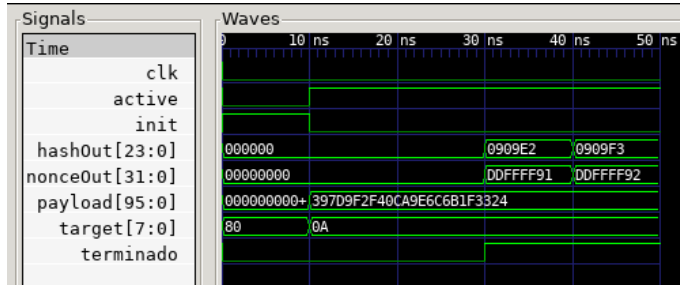 Signals
Waves
Time
0 10 ns 20 ns 30 ns 40 ns 50 ns
clk
active
init
hashOut[23:0] 000000 0909E2 0909F3
nonceOut[31:0] 00000000 DDFFFF91 DDFFFF92
payload[95:0] 000000000+ 397D9F2F40CA9E6C6B1F3324
target[7:0] 80 0A
terminado